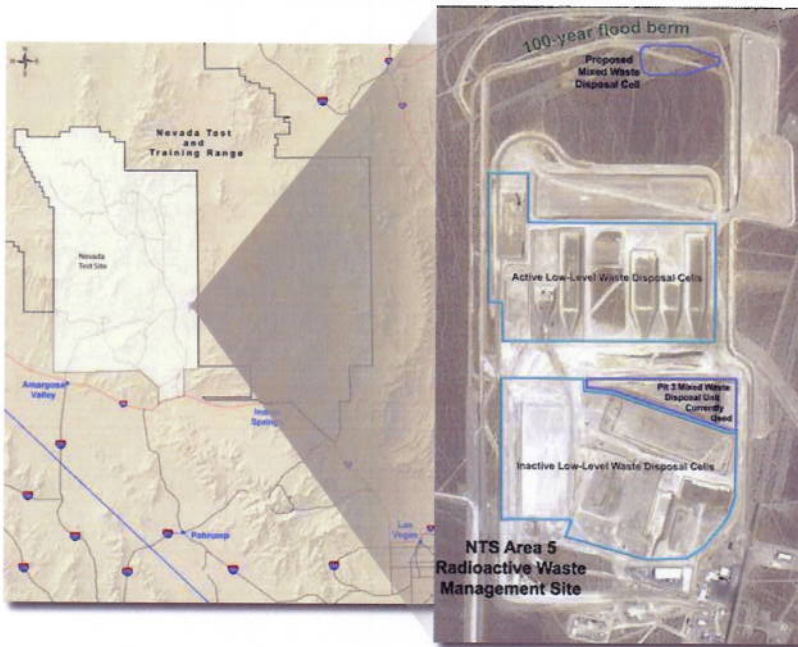 Nevada Test
and
Training Range
Nevada
Test Site
Amargosa
Valley
Indian
Spring
Pahrump
Las
Vegas
100-year flood berm
Proposed
Mixed Waste
Disposal Cell
Active Low-Level Waste Disposal Cells
Pit 3 Mixed Waste
Disposal Unit
Currently
Used
Inactive Low-Level Waste Disposal Cells
NTS Area 5
Radioactive Waste
Management Site